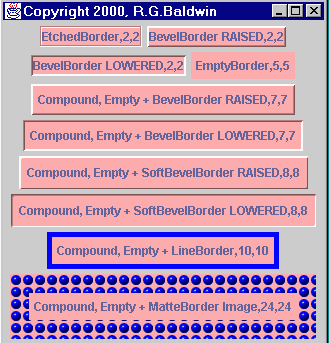 Copyright 2000, R.G.Baldwin
EtchedBorder,2,2 BevelBorder RAISED,2,2
BevelBorder LOWERED,2,2 EmptyBorder,5,5
Compound, Empty + BevelBorder RAISED,7,7
Compound, Empty + BevelBorder LOWERED,7,7
Compound, Empty + SoftBevelBorder RAISED,8,8
Compound, Empty + SoftBevelBorder LOWERED,8,8
Compound, Empty + LineBorder,10,10
Compound, Empty + MatteBorder Image,24,24